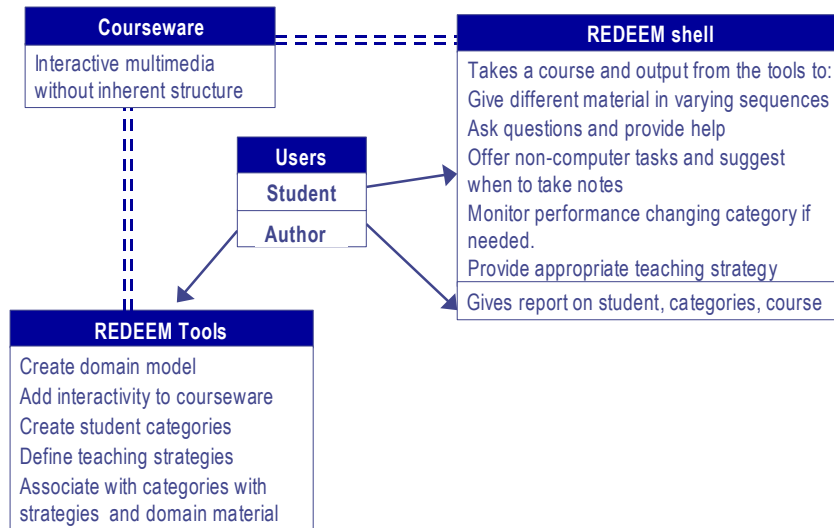 Courseware
Interactive multimedia
without inherent structure
REDEEM shell
Takes a course and output from the tools to:
Give different material in varying sequences
Ask questions and provide help
Offer non-computer tasks and suggest
when to take notes
Monitor performance changing category if
needed.
Provide appropriate teaching strategy
Gives report on student, categories, course
Users
Student
Author
REDEEM Tools
Create domain model
Add interactivity to courseware
Create student categories
Define teaching strategies
Associate with categories with
strategies and domain material